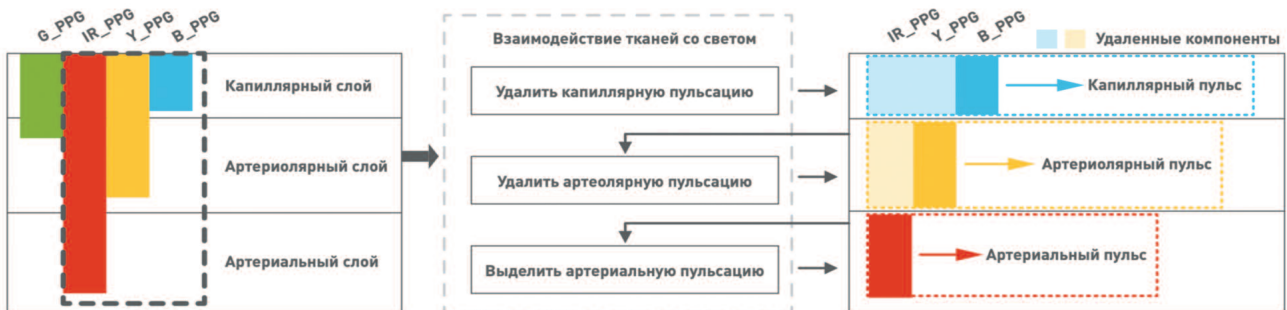 G_PPG
IR_PPG
Y_PPG
B_PPG
Капиллярный слой
Артериолярный слой
Артериальный слой
Взаимодействие тканей со светом
Удалить капиллярную пульсацию
Удалить артеолярную пульсацию
Выделить артериальную пульсацию
IR_PPG
Y_PPG
B_PPG
Удаленные компоненты
Капиллярный пульс
Артериолярный пульс
Артериальный пульс